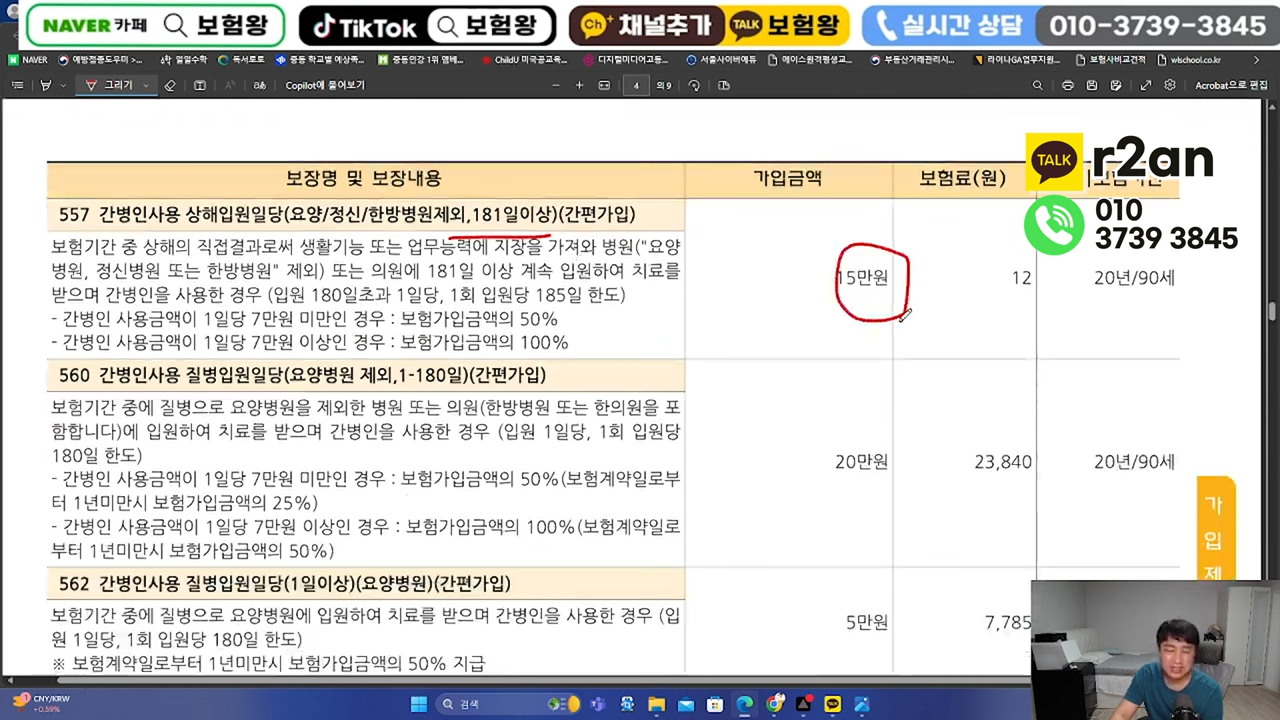 NAVER 카페 보험왕
TikTok 보험왕
Ch+ 채널추가 TALK 보험왕
실시간 상담 010-3739-3845
NAVER
독서로로
그리기
Copilot에 물어보기
4 의 9
Acrobat으로 편집
TALK r2an
010
3739 3845
보장명 및 보장내용 가입금액 보험료(원)
557 간병인사용 상해입원일당(요양/정신/한방병원제외,181일이상)(간편가입)
보험기간 중 상해의 직접결과로써 생활기능 또는 업무능력에 지장을 가져와 병원("요양
병원, 정신병원 또는 한방병원" 제외) 또는 의원에 181일 이상 계속 입원하여 치료를
받으며 간병인을 사용한 경우 (입원 180일초과 1일당, 1회 입원당 185일 한도)
- 간병인 사용금액이 1일당 7만원 미만인 경우 : 보험가입금액의 50%
- 간병인 사용금액이 1일당 7만원 이상인 경우 : 보험가입금액의 100%
15만원 12 20년/90세
560 간병인사용 질병입원일당(요양병원 제외,1-180일)(간편가입)
보험기간 중에 질병으로 요양병원을 제외한 병원 또는 의원(한방병원 또는 한의원을 포
함합니다)에 입원하여 치료를 받으며 간병인을 사용한 경우 (입원 1일당, 1회 입원당
180일 한도)
- 간병인 사용금액이 1일당 7만원 미만인 경우 : 보험가입금액의 50%(보험계약일로부
터 1년미만시 보험가입금액의 25%)
- 간병인 사용금액이 1일당 7만원 이상인 경우 : 보험가입금액의 100%(보험계약일로
부터 1년미만시 보험가입금액의 50%)
20만원 23,840 20년/90세
562 간병인사용 질병입원일당(1일이상)(요양병원)(간편가입)
보험기간 중에 질병으로 요양병원에 입원하여 치료를 받으며 간병인을 사용한 경우 (입
원 1일당, 1회 입원당 180일 한도)
※ 보험계약일로부터 1년미만시 보험가입금액의 50% 지급
5만원 7,785
가
입
제
CNY/KRW
+0.59%
검색